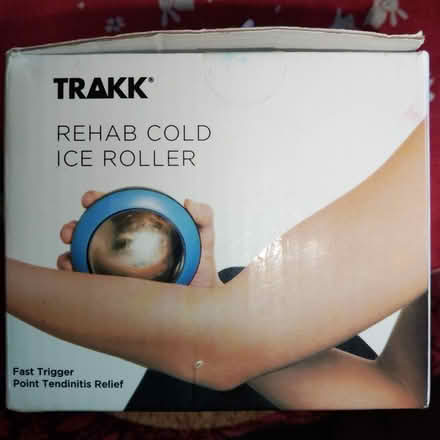 TRAKK®
REHAB COLD
ICE ROLLER
Fast Trigger
Point Tendinitis Relief